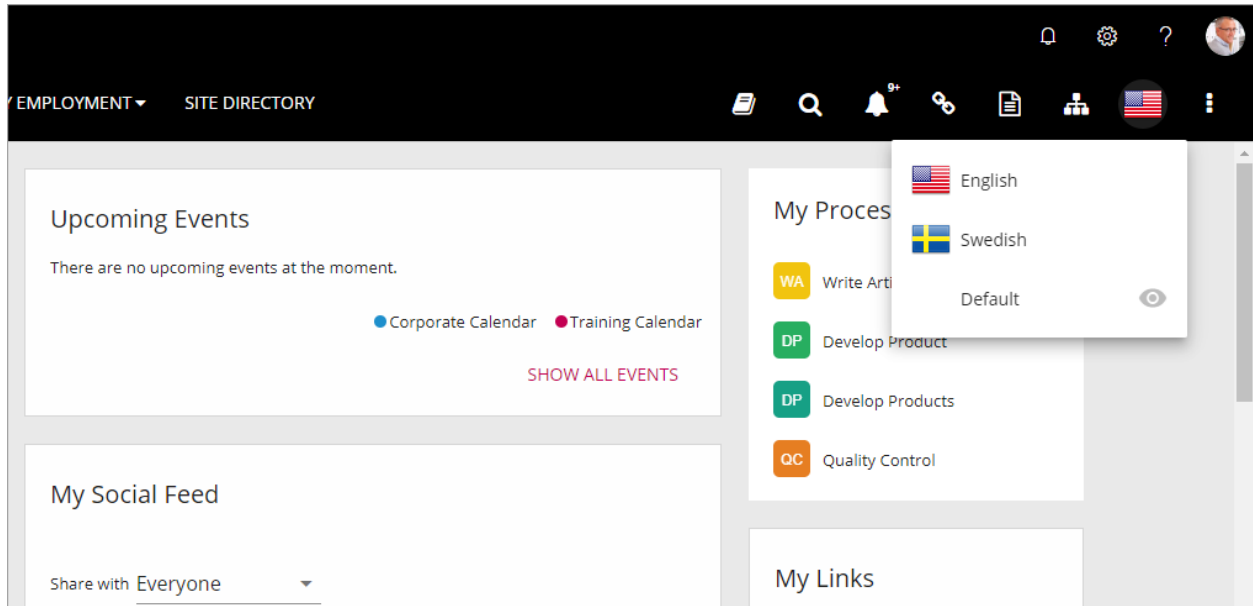 ?
EMPLOYMENT
SITE DIRECTORY
9+
English
Swedish
Default
Upcoming Events
There are no upcoming events at the moment.
Corporate Calendar
Training Calendar
SHOW ALL EVENTS
My Proces
WA
Write Arti
DP
Develop Product
DP
Develop Products
QC
Quality Control
My Social Feed
Share with Everyone
My Links